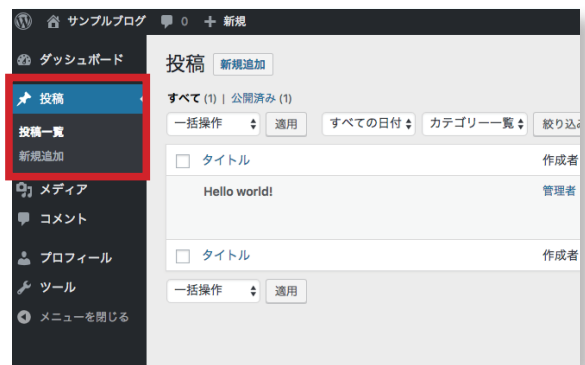 サンプルブログ 0 新規
ダッシュボード
投稿
投稿一覧
新規追加
メディア
コメント
プロフィール
ツール
メニューを閉じる
投稿 新規追加
すべて (1) | 公開済み (1)
一括操作 適用 すべての日付 カテゴリー一覧 絞り込み
タイトル 作成者
Hello world! 管理者
タイトル 作成者
一括操作 適用